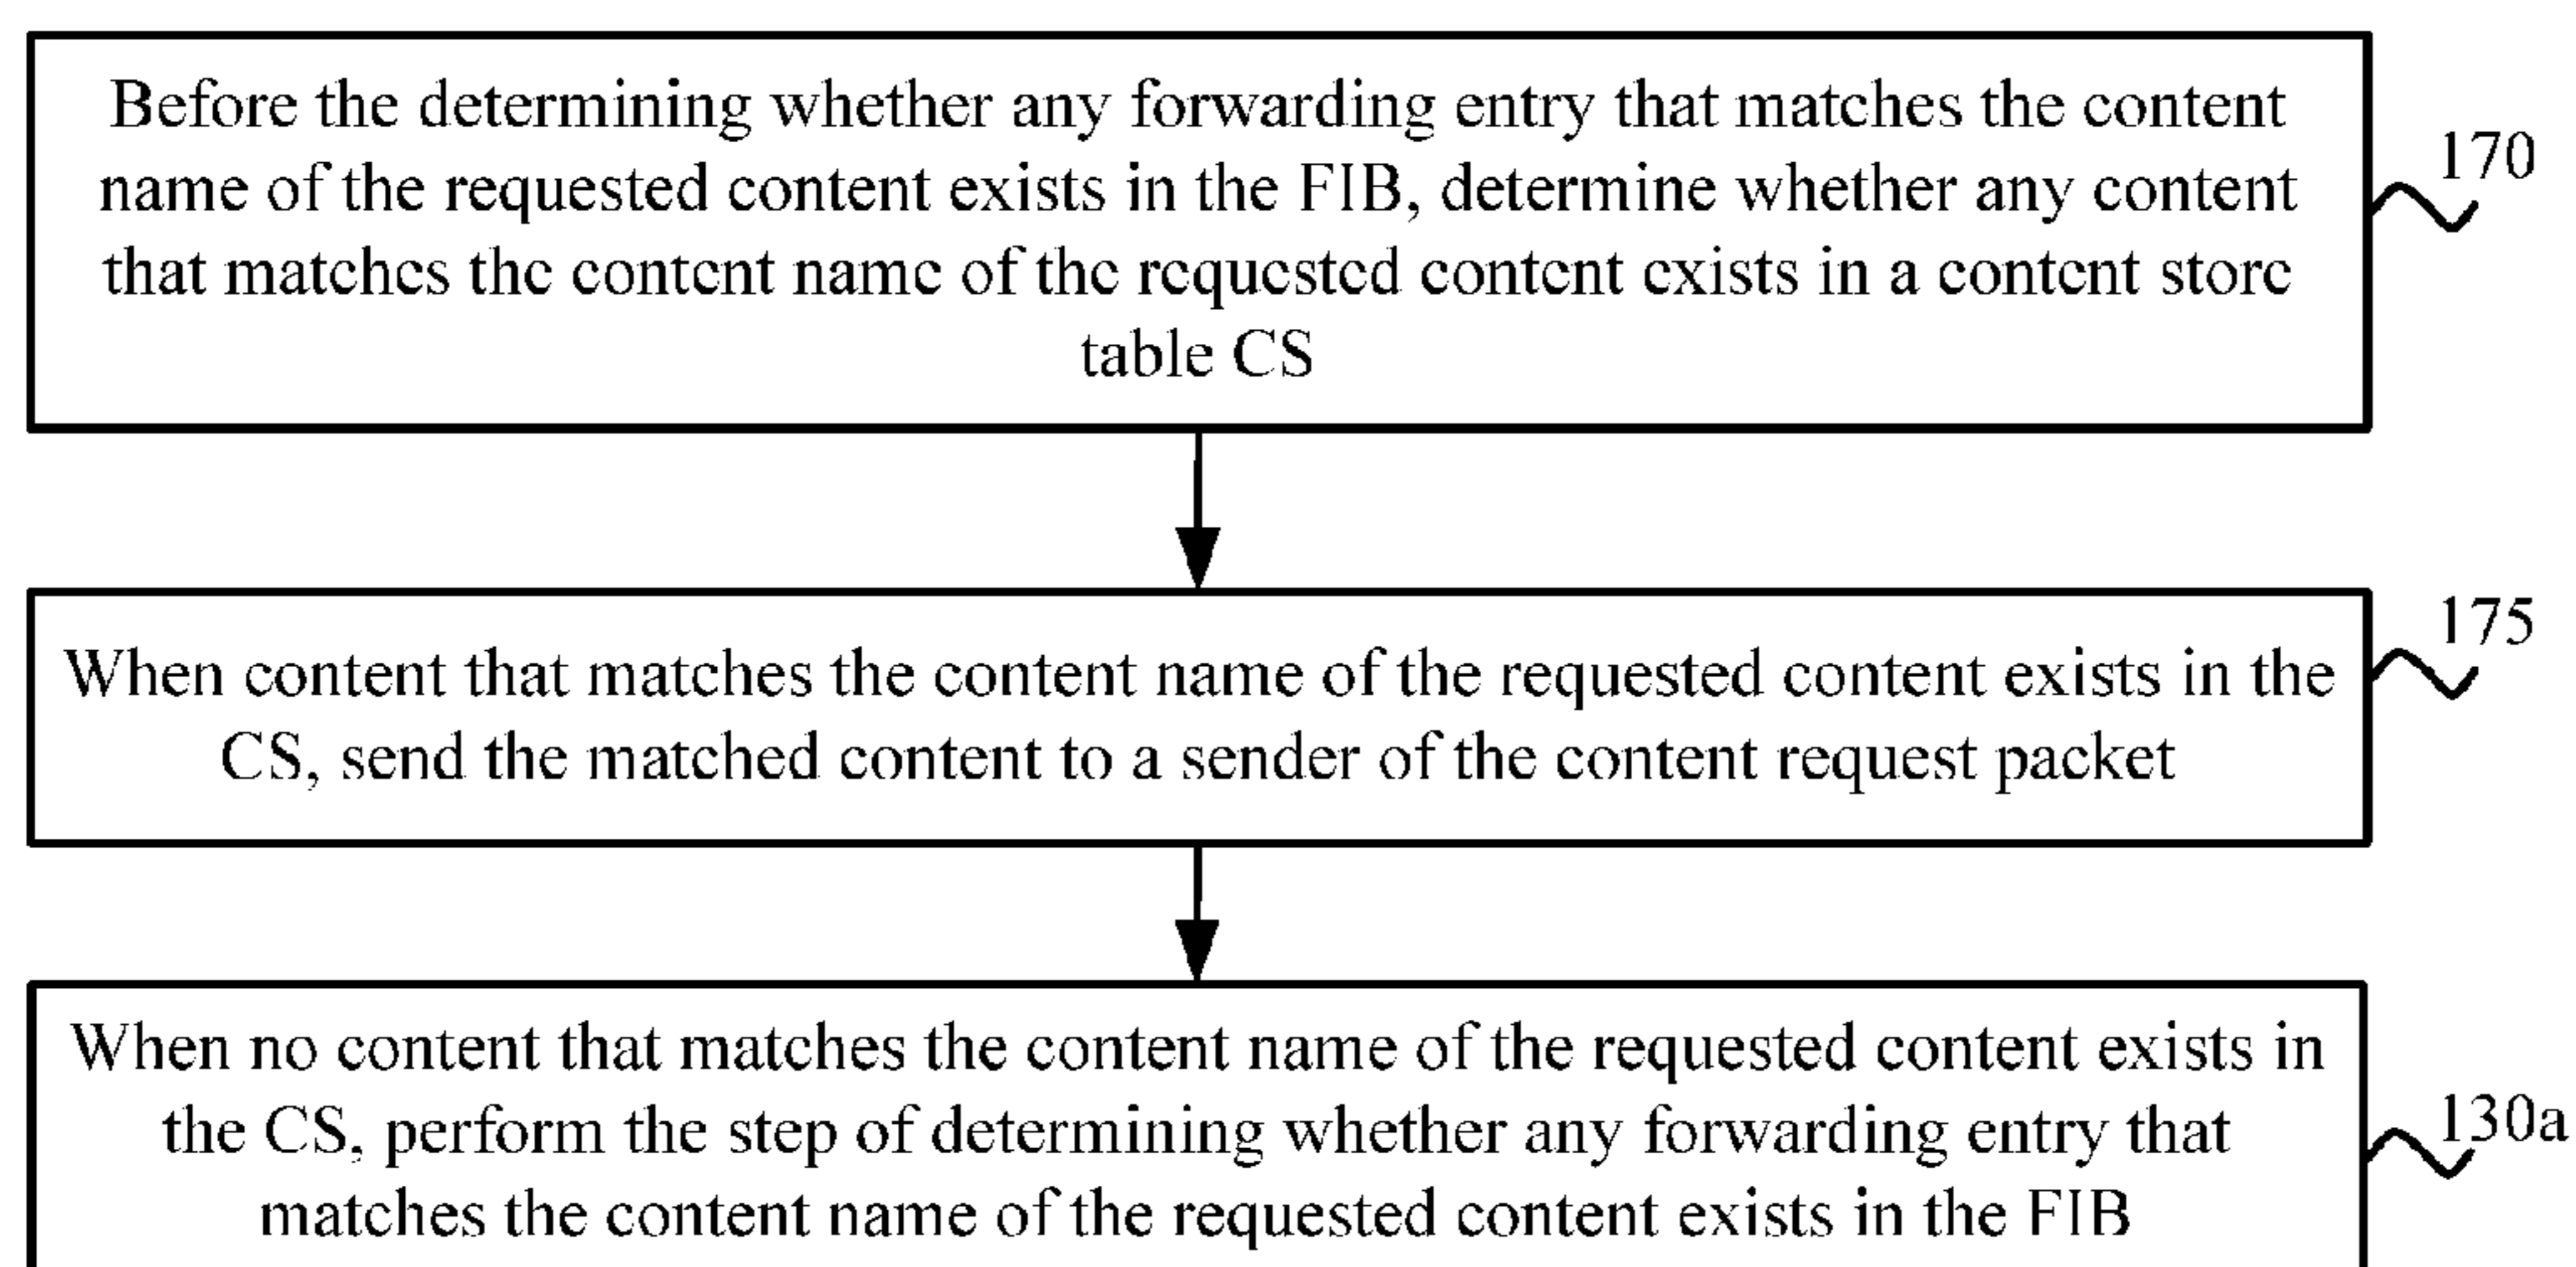 Before the determining whether any forwarding entry that matches the content
name of the requested content exists in the FIB, determine whether any content
that matches the content name of the requested content exists in a content store
table CS
170
When content that matches the content name of the requested content exists in the
CS, send the matched content to a sender of the content request packet
175
When no content that matches the content name of the requested content exists in
the CS, perform the step of determining whether any forwarding entry that
matches the content name of the requested content exists in the FIB
130a